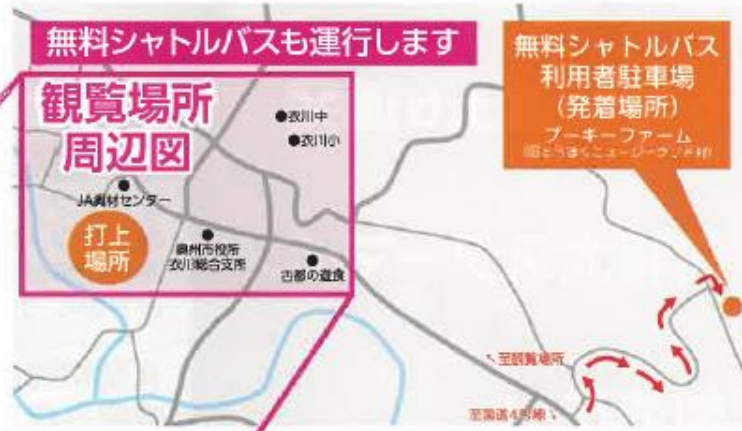 無料シャトルバスも運行します
観覧場所
周辺図
●衣川中
●衣川小
JA資材センター
打上
場所
奥州市役所
衣川総合支所
古都の遊食
無料シャトルバス
利用者駐車場
(発着場所)
プーキーファーム
↖至観覧場所
至国道4号線↘